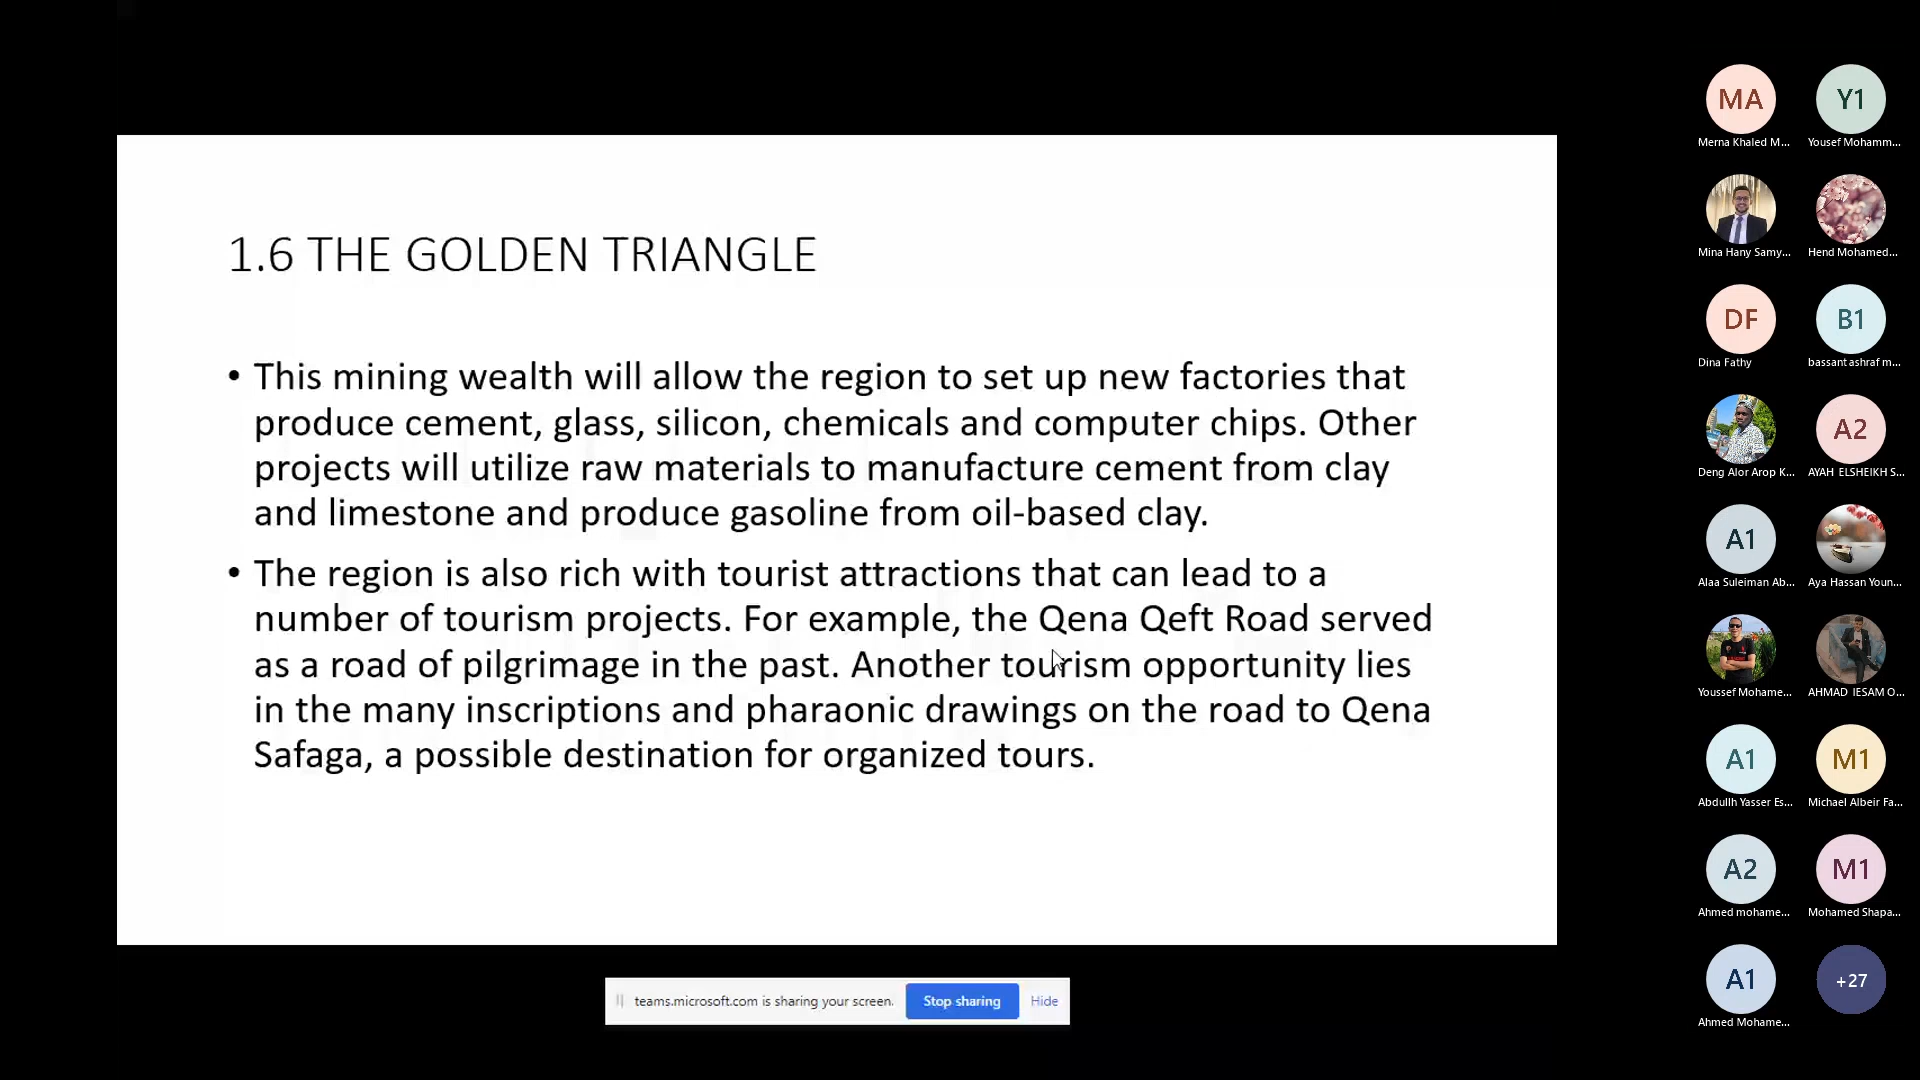 1.6 THE GOLDEN TRIANGLE
• This mining wealth will allow the region to set up new factories that
produce cement, glass, silicon, chemicals and computer chips. Other
projects will utilize raw materials to manufacture cement from clay
and limestone and produce gasoline from oil-based clay.
• The region is also rich with tourist attractions that can lead to a
number of tourism projects. For example, the Qena Qeft Road served
as a road of pilgrimage in the past. Another tourism opportunity lies
in the many inscriptions and pharaonic drawings on the road to Qena
Safaga, a possible destination for organized tours.
teams.microsoft.com is sharing your screen. Stop sharing Hide
MA Y1
Merna Khaled M... Yousef Mohamm...
Mina Hany Samy... Hend Mohamed...
DF B1
Dina Fathy bassant ashraf m...
A2
Deng Alor Arop K... AYAH ELSHEIKH S...
A1
Alaa Suleiman Ab... Aya Hassan Youn...
Youssef Mohame... AHMAD IESAM O...
A1 M1
Abdullh Yasser Es... Michael Albeir Fa...
A2 M1
Ahmed mohame... Mohamed Shapa...
A1 +27
Ahmed Mohame...